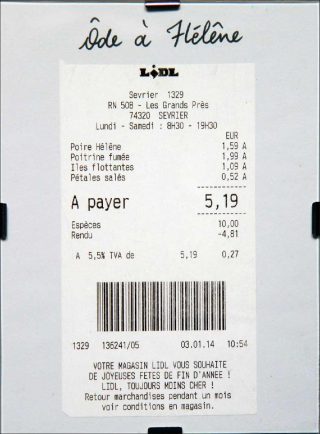 Ôde à Hélène
LIDL
Sevrier 1329
RN 508 - Les Grands Près
74320 SEVRIER
Lundi - Samedi : 8H30 - 19H30
EUR
Poire Hélène 1,59 A
Poitrine fumée 1,99 A
Iles flottantes 1,09 A
Pétales salés 0,52 A
A payer 5,19
Espèces 10,00
Rendu -4,81
A 5,5% TVA de 5,19 0,27
1329 136241/05 03.01.14 10:54
VOTRE MAGASIN LIDL VOUS SOUHAITE
DE JOYEUSES FETES DE FIN D'ANNEE !
LIDL, TOUJOURS MOINS CHER !
Retour marchandises pendant un mois
voir conditions en magasin.